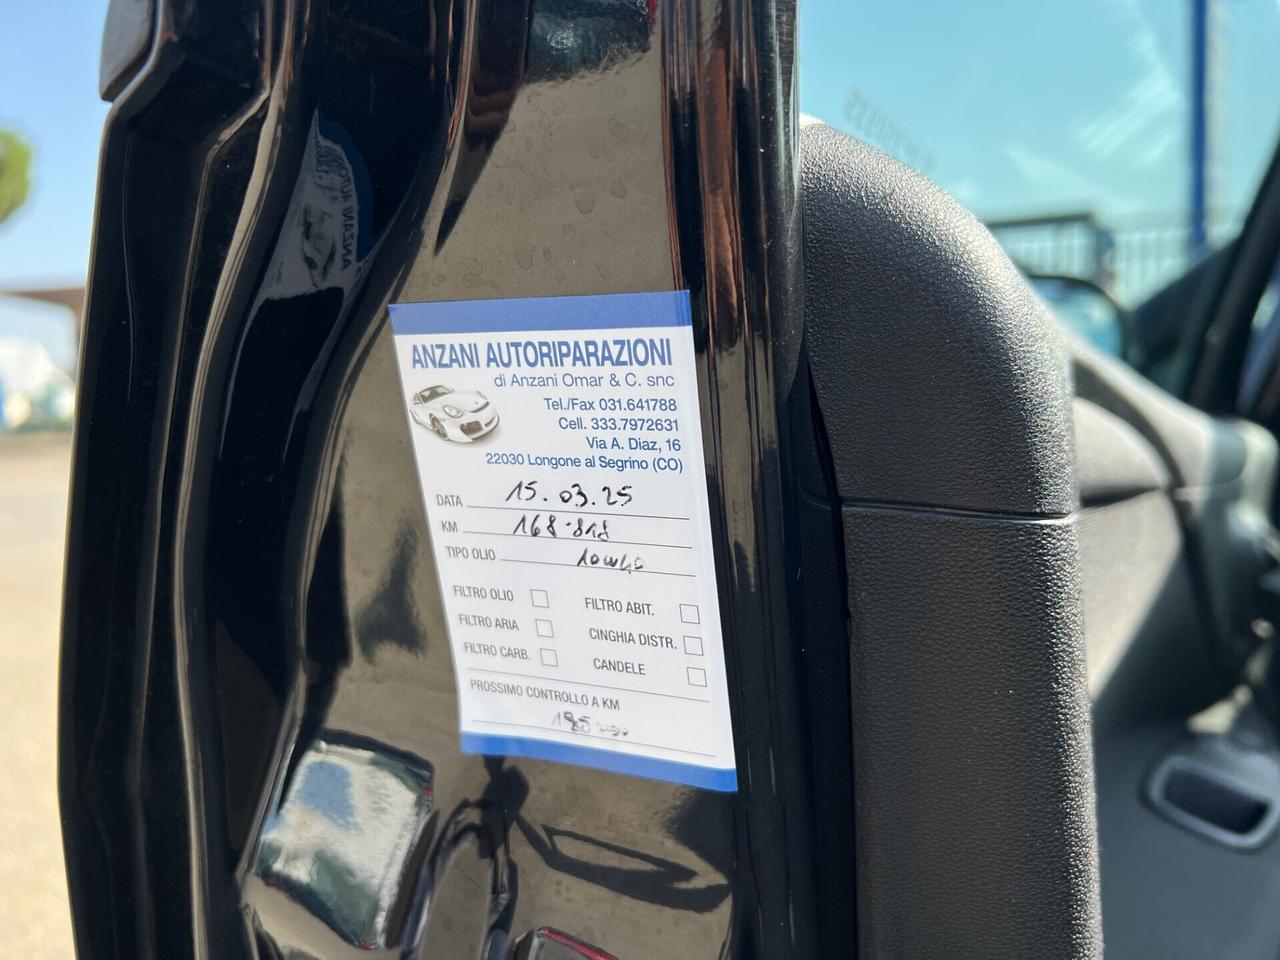 ANZANI AUTORIPARAZIONI
di Anzani Omar & C. snc
Tel./Fax 031.641788
Cell. 333.7972631
Via A. Diaz, 16
22030 Longone al Segrino (CO)
DATA 15.03.25
KM 168.818
TIPO OLIO 10W40
FILTRO OLIO FILTRO ABIT.
FILTRO ARIA CINGHIA DISTR.
FILTRO CARB. CANDELE
PROSSIMO CONTROLLO A KM